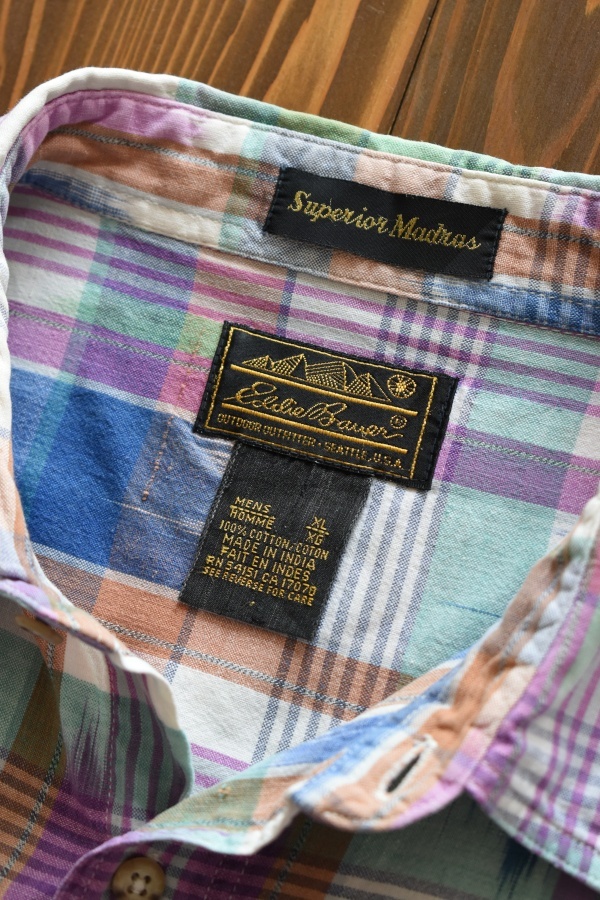 Superior Madras
Eddie Bauer®
OUTDOOR OUTFITTER · SEATTLE, U.S.A.
MENS XL
HOMME XG
100% COTTON/COTON
MADE IN INDIA
FAIT EN INDES
RN 54151 CA 17070
SEE REVERSE FOR CARE